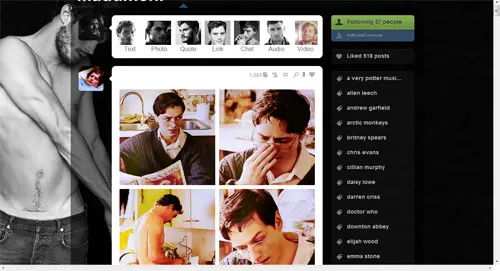 Following 57 people
Text
Photo
Quote
Link
Chat
Audio
Video
Liked 518 posts
a very potter musi...
allen leech
andrew garfield
arctic monkeys
britney spears
chris evans
cillian murphy
daisy lowe
darren criss
doctor who
downton abbey
elijah wood
emma stone